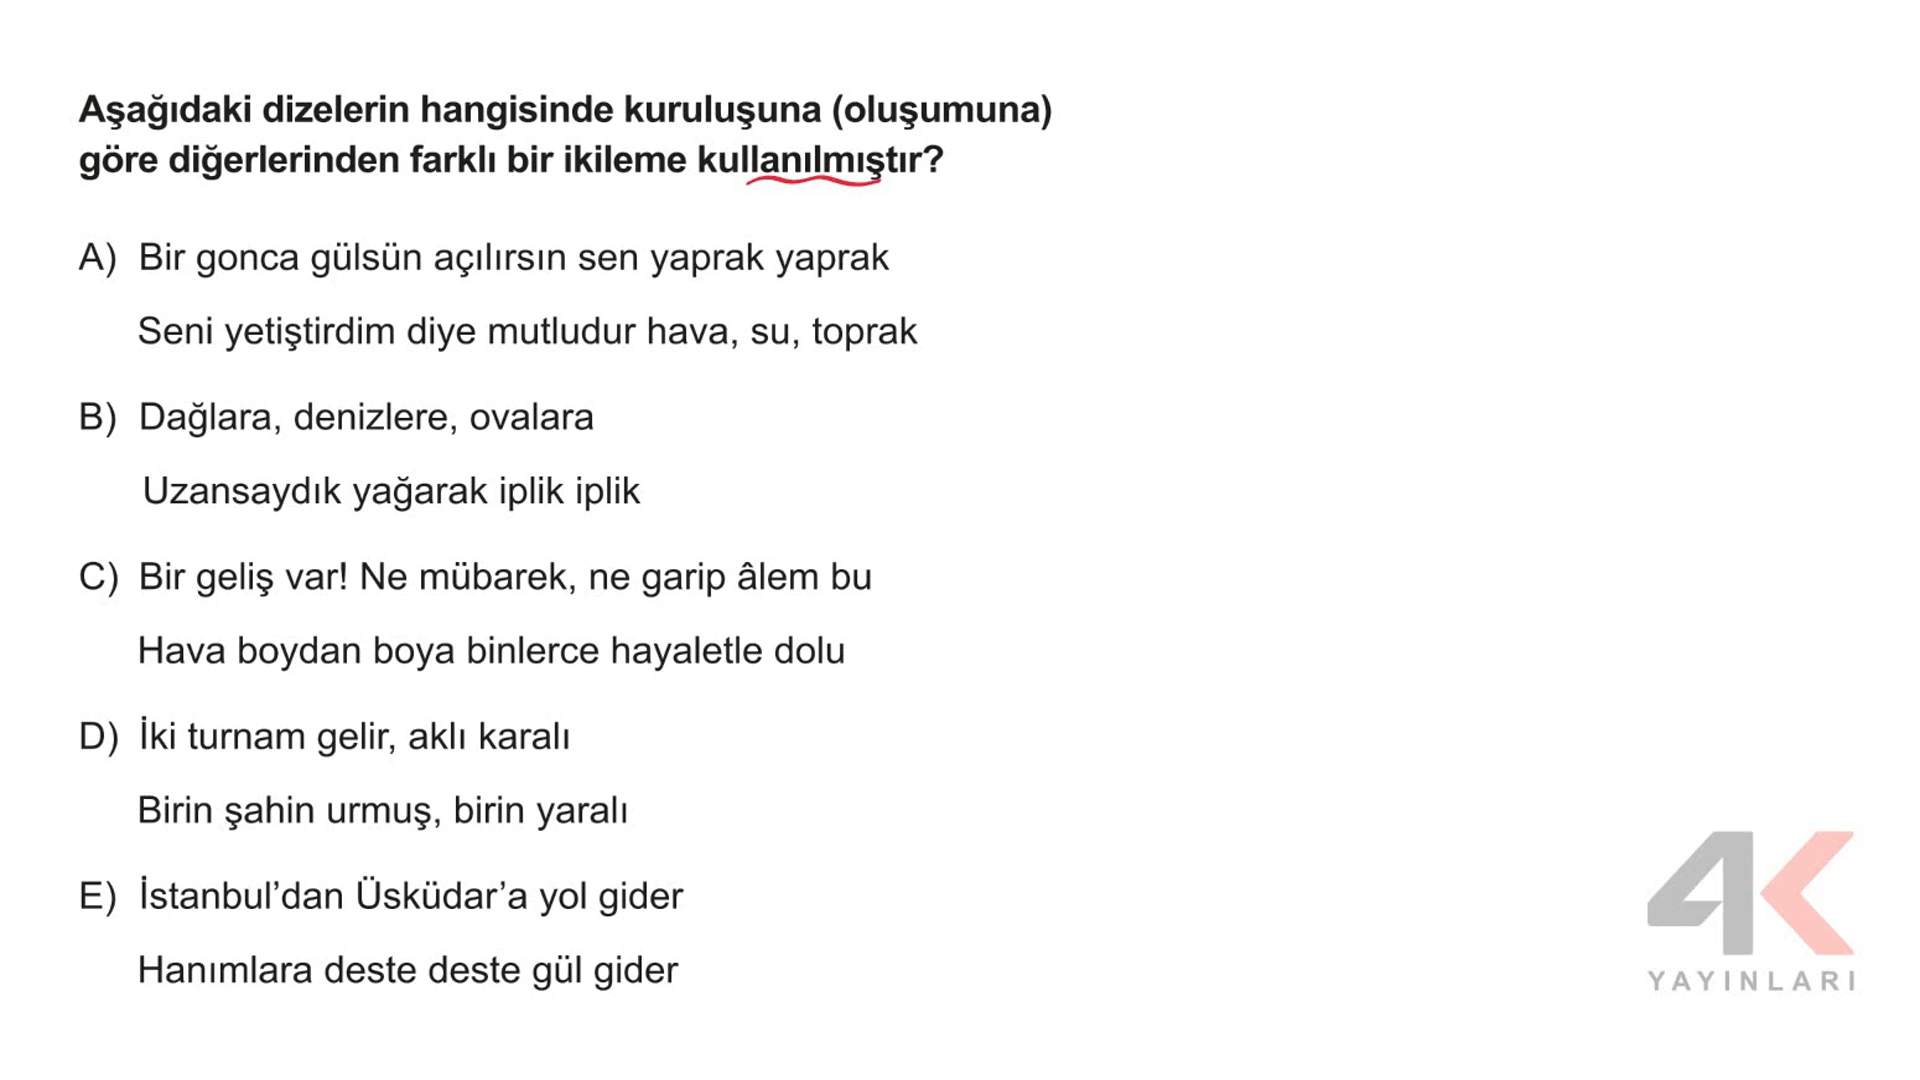 Aşağıdaki dizelerin hangisinde kuruluşuna (oluşumuna)
göre diğerlerinden farklı bir ikileme kullanılmıştır?
A) Bir gonca gülsün açılırsın sen yaprak yaprak
Seni yetiştirdim diye mutludur hava, su, toprak
B) Dağlara, denizlere, ovalara
Uzansaydık yağarak iplik iplik
C) Bir geliş var! Ne mübarek, ne garip âlem bu
Hava boydan boya binlerce hayaletle dolu
D) İki turnam gelir, aklı karalı
Birin şahin urmuş, birin yaralı
E) İstanbul’dan Üsküdar’a yol gider
Hanımlara deste deste gül gider
4K
YAYINLARI